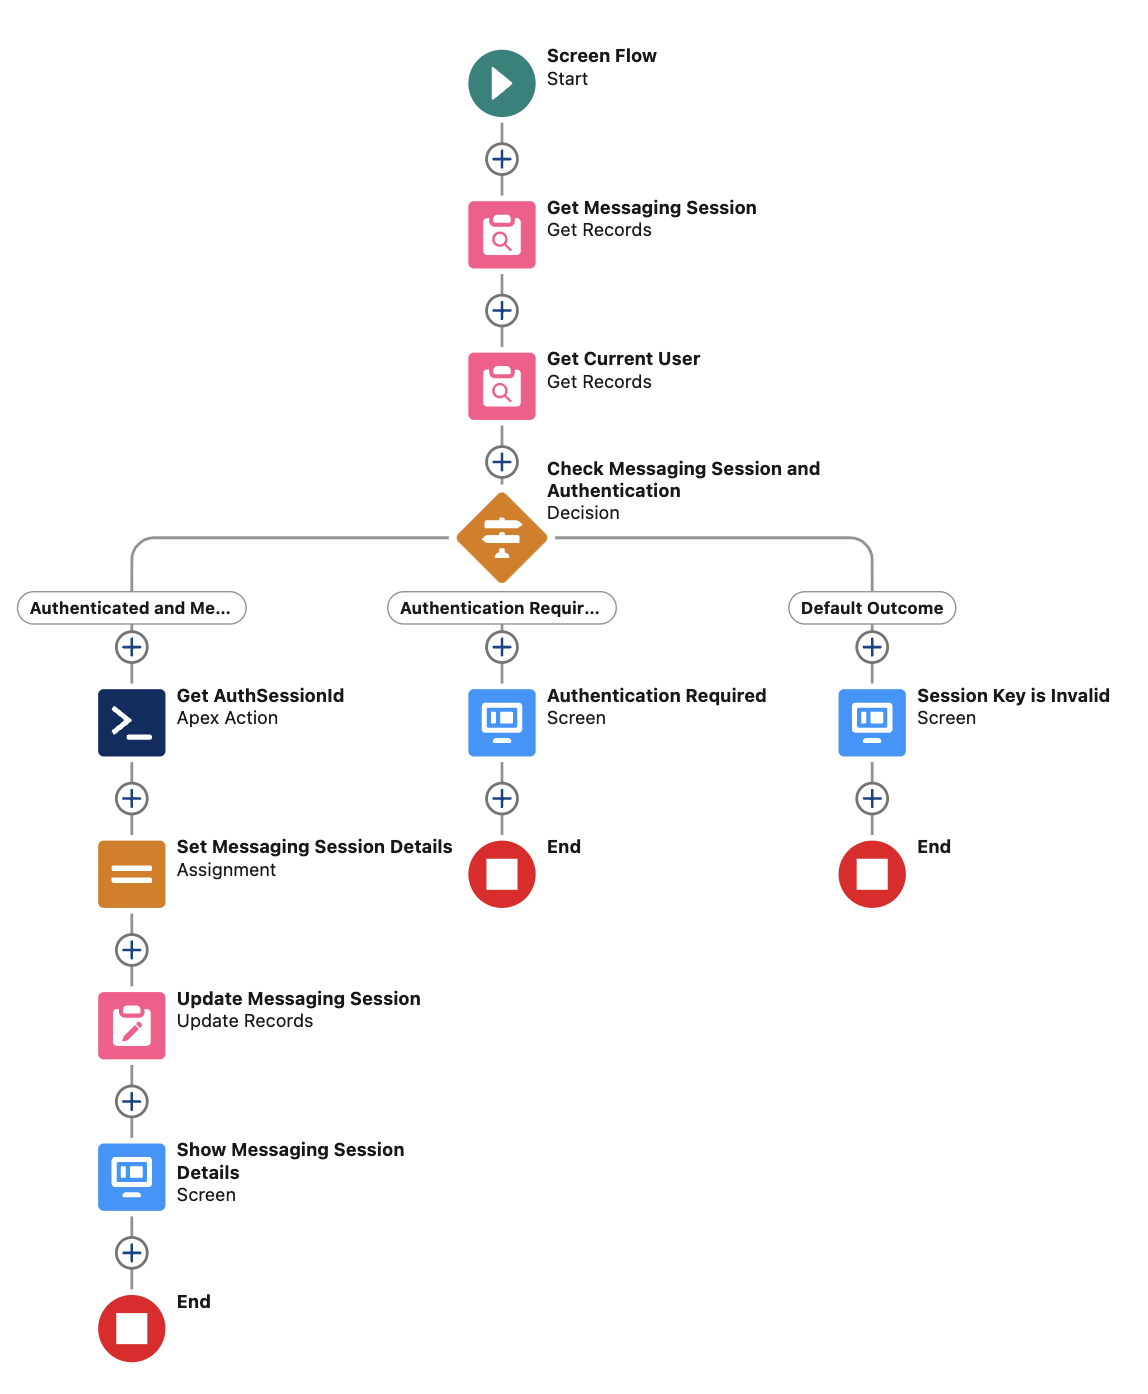 Screen Flow
Start
Get Messaging Session
Get Records
Get Current User
Get Records
Check Messaging Session and
Authentication
Decision
Authenticated and Me...
Authentication Requir...
Default Outcome
Get AuthSessionId
Apex Action
Authentication Required
Screen
Session Key is Invalid
Screen
Set Messaging Session Details
Assignment
End
End
Update Messaging Session
Update Records
Show Messaging Session
Details
Screen
End